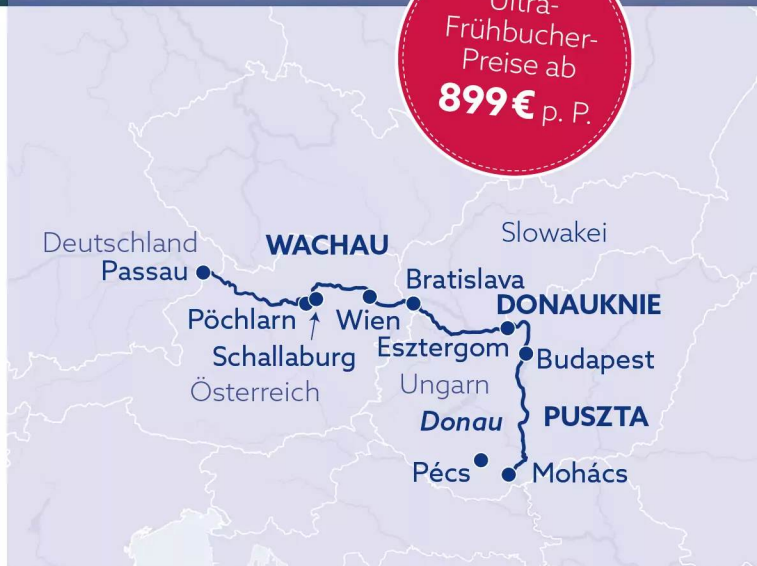 Ultra-
Frühbucher-
Preise ab
899 € p. P.
Slowakei
Deutschland
WACHAU
Passau
Bratislava
DONAUKNIE
Pöchlarn
Wien
Esztergom
Schallaburg
Budapest
Österreich
Ungarn
Donau
PUSZTA
Pécs
Mohács